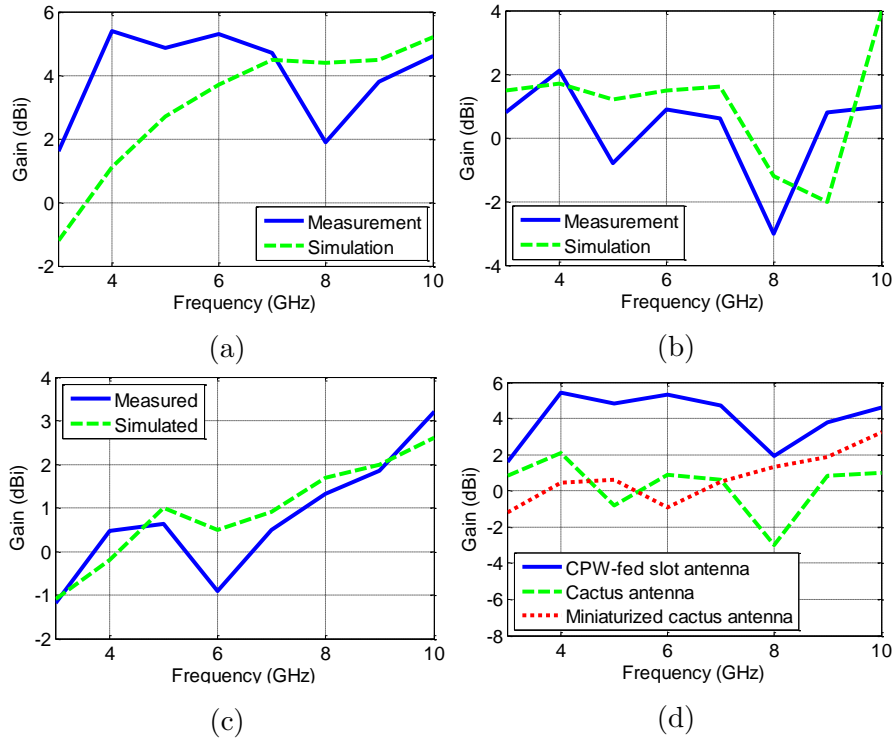 6
4
2
0
-2
Gain (dBi)
Measurement
Simulation
4 6 8 10
Frequency (GHz)
(a)
4
2
0
-2
-4
Gain (dBi)
Measurement
Simulation
4 6 8 10
Frequency (GHz)
(b)
4
3
2
1
0
-1
-2
Gain (dBi)
Measured
Simulated
4 6 8 10
Frequency (GHz)
(c)
6
4
2
0
-2
-4
-6
-8
Gain (dBi)
CPW-fed slot antenna
Cactus antenna
Miniaturized cactus antenna
4 6 8 10
Frequency (GHz)
(d)